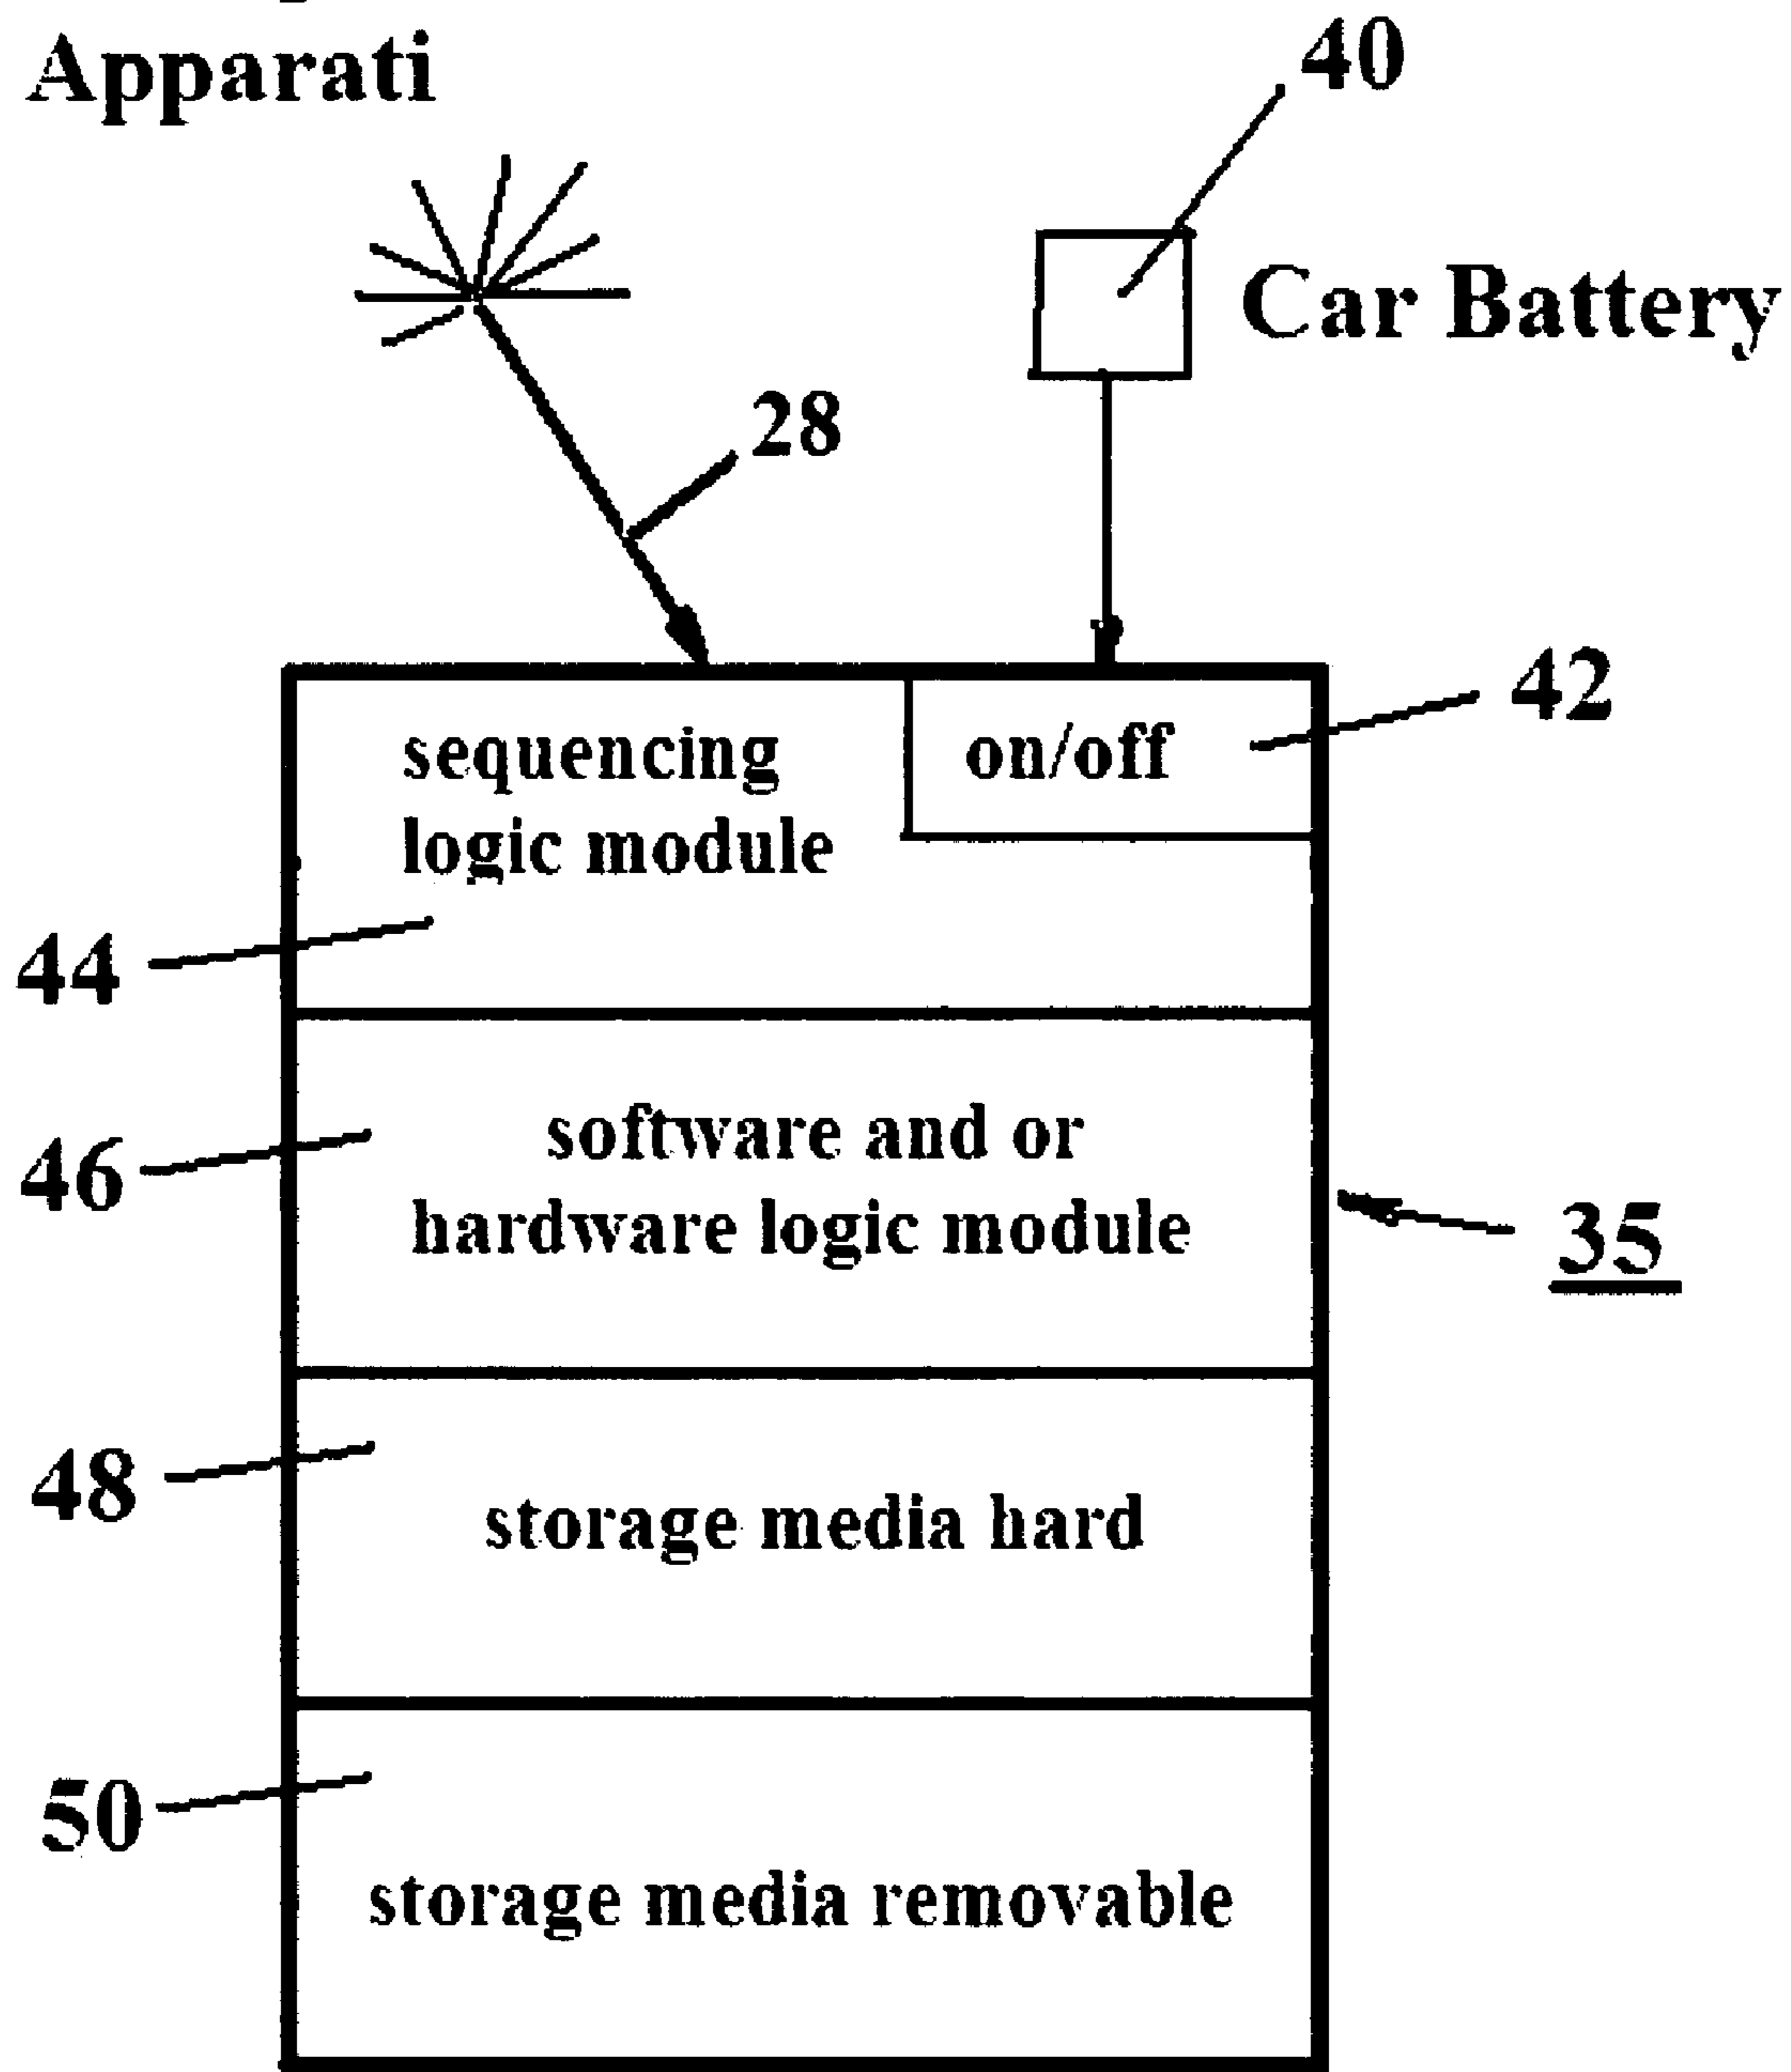 Apparati
40
Car Battery
28
42
sequencing
logic module
on/off
44
software and or
hardware logic module
46
35
48
storage media hard
50
storage media removable